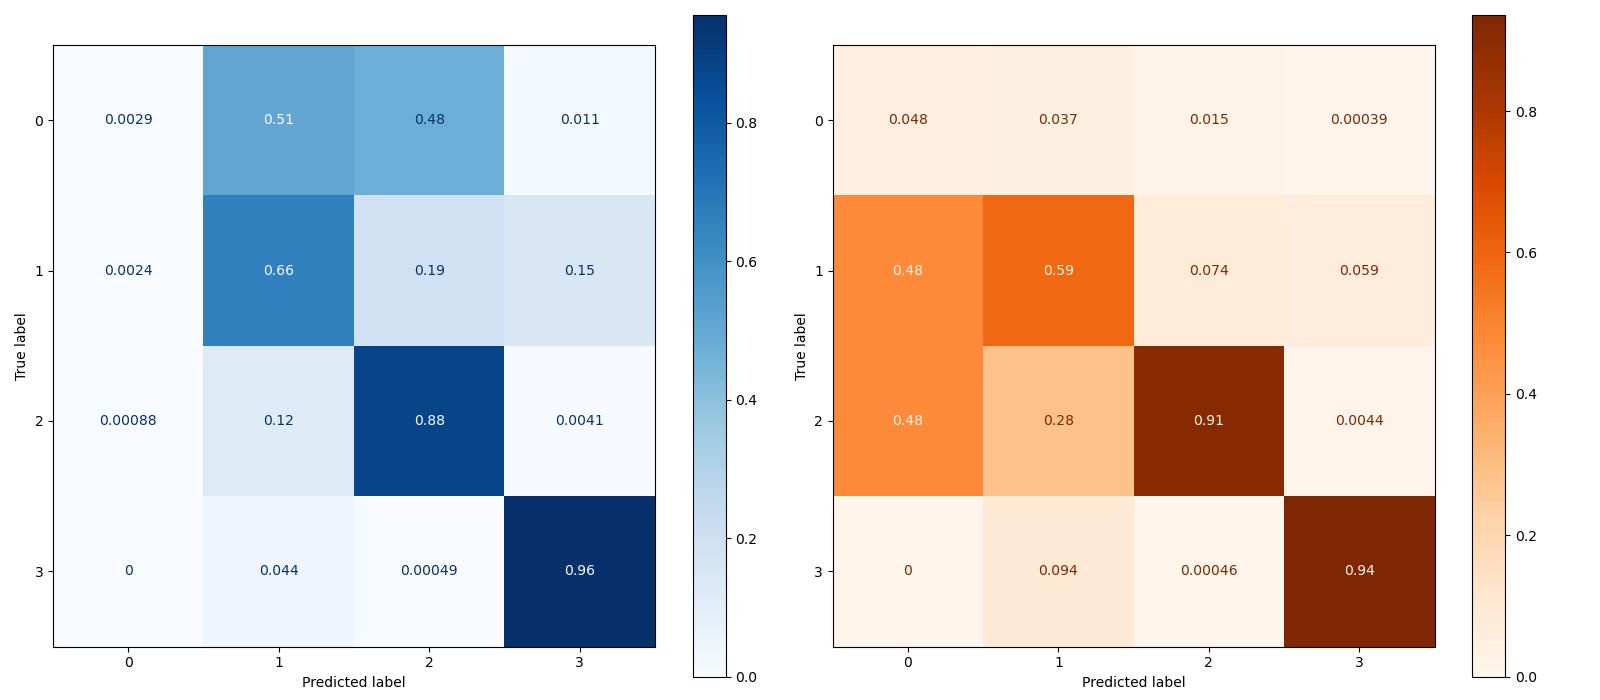 0 0.0029 0.51 0.48 0.011
1 0.0024 0.66 0.19 0.15
2 0.00088 0.12 0.88 0.0041
3 0 0.044 0.00049 0.96
0 1 2 3
Predicted label
True label
0.8
0.6
0.4
0.2
0.0
0 0.048 0.037 0.015 0.00039
1 0.48 0.59 0.074 0.059
2 0.48 0.28 0.91 0.0044
3 0 0.094 0.00046 0.94
0 1 2 3
Predicted label
True label
0.8
0.6
0.4
0.2
0.0